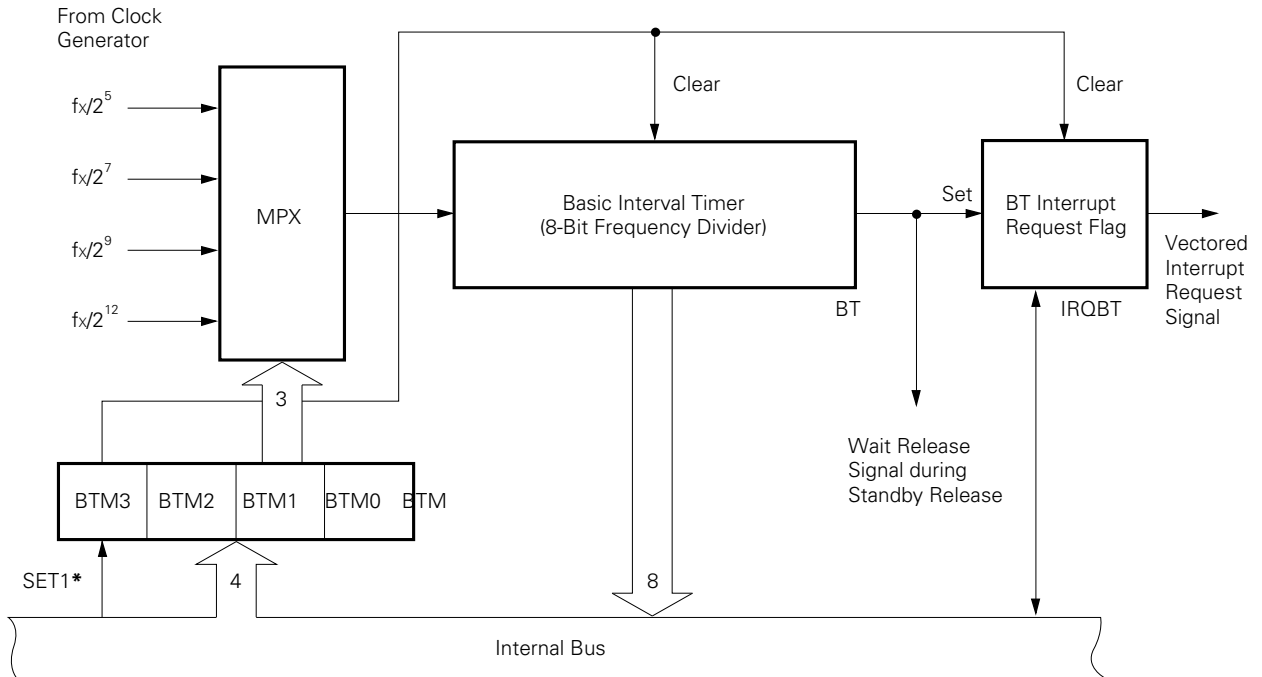 From Clock
Generator
fx/2^5
fx/2^7
fx/2^9
fx/2^12
MPX
Clear
Clear
Basic Interval Timer
(8-Bit Frequency Divider)
BT
Set
BT Interrupt
Request Flag
IRQBT
Vectored
Interrupt
Request
Signal
Wait Release
Signal during
Standby Release
3
BTM3 BTM2 BTM1 BTM0 BTM
SET1*
4
8
Internal Bus